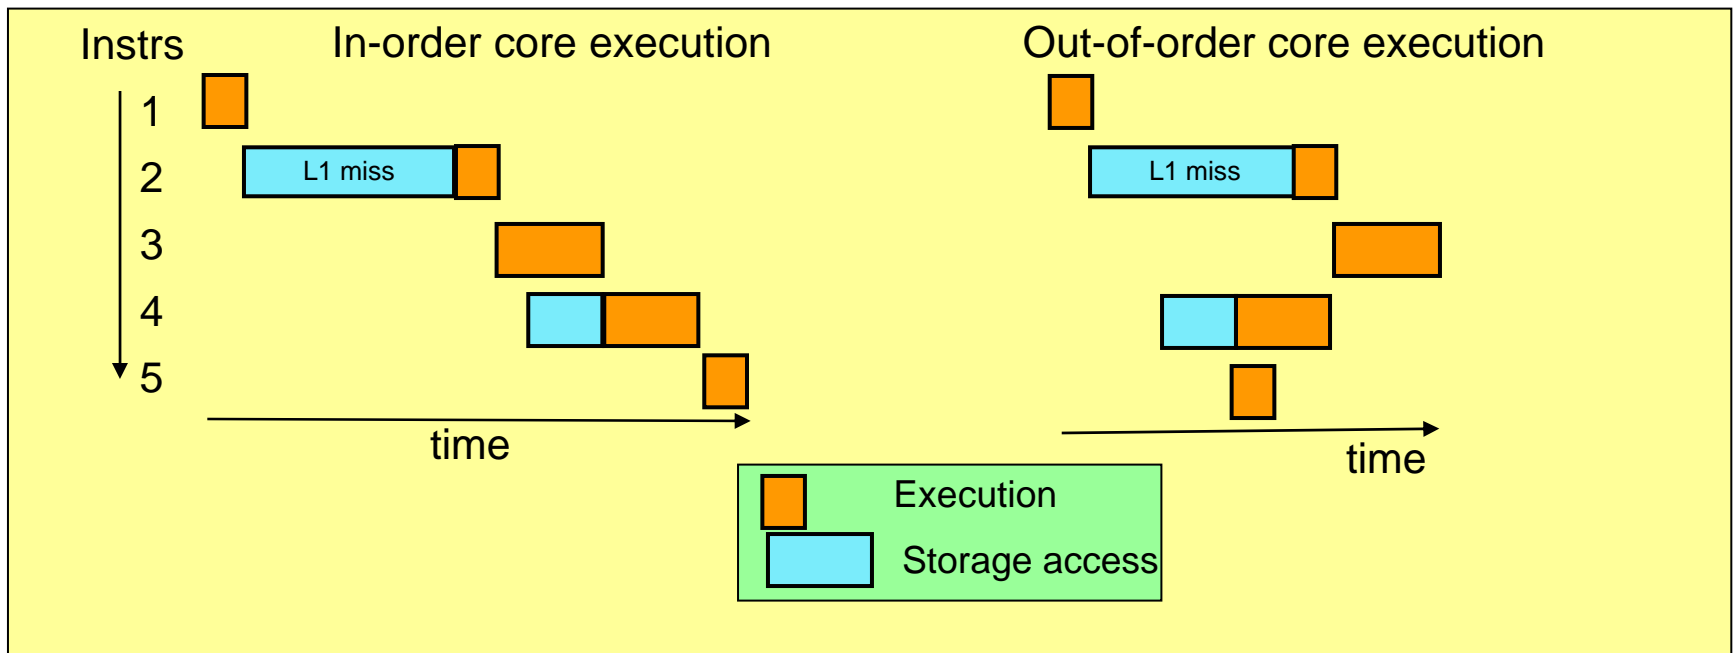 Instrs
In-order core execution
Out-of-order core execution
1
2
L1 miss
L1 miss
3
4
5
time
time
Execution
Storage access